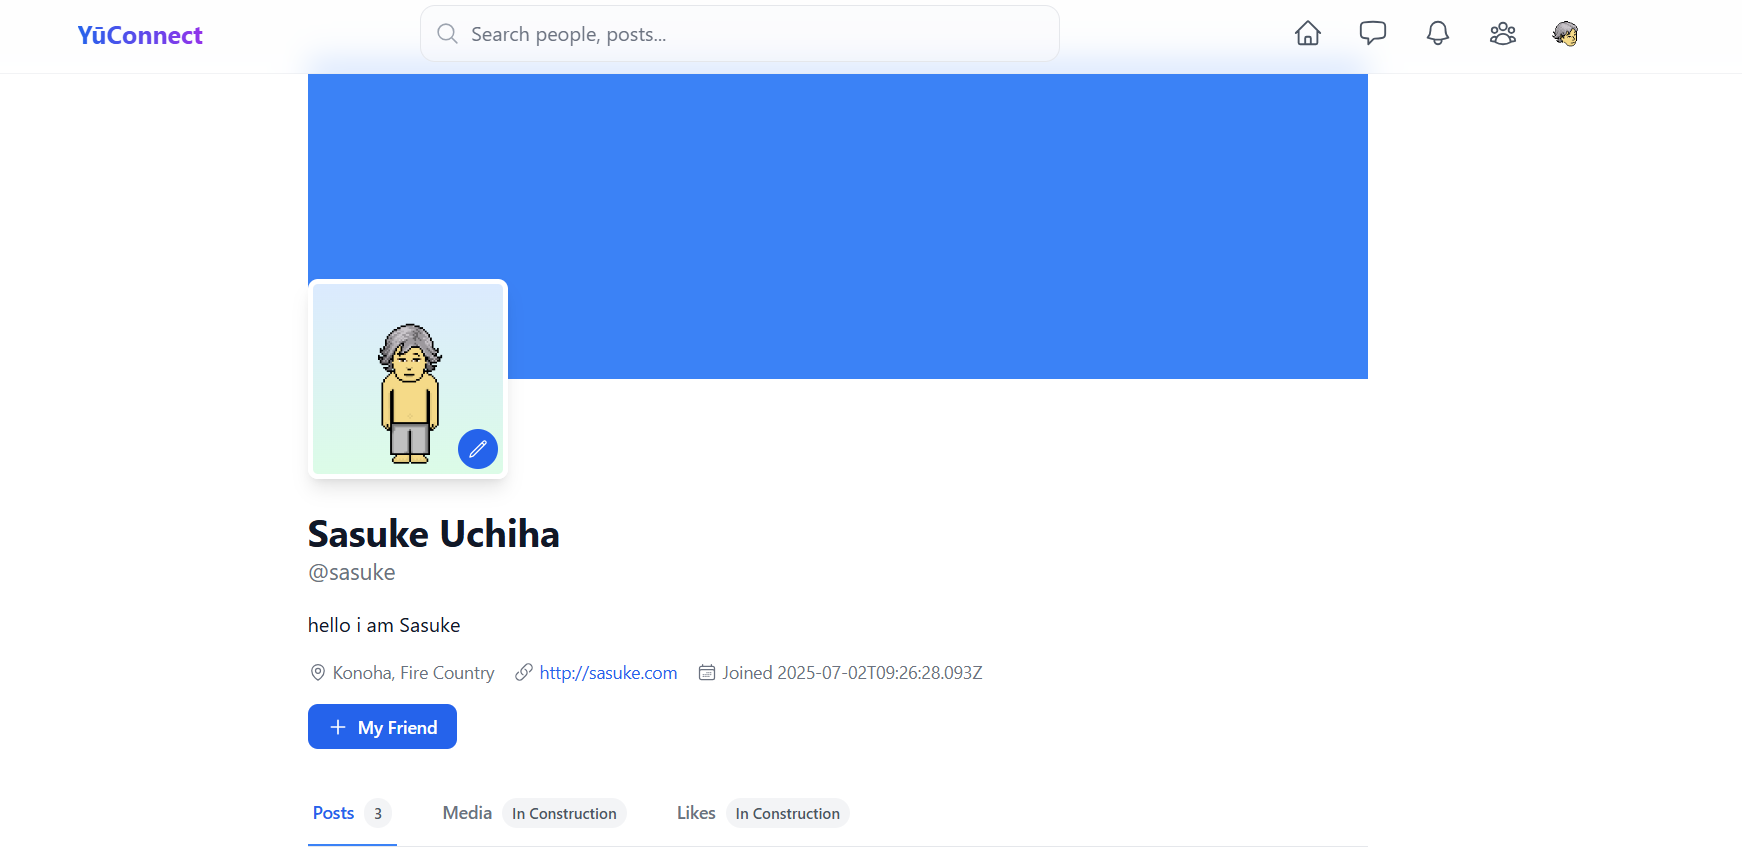 YūConnect
Search people, posts...
Sasuke Uchiha
@sasuke
hello i am Sasuke
Konoha, Fire Country http://sasuke.com Joined 2025-07-02T09:26:28.093Z
My Friend
Posts 3 Media In Construction Likes In Construction